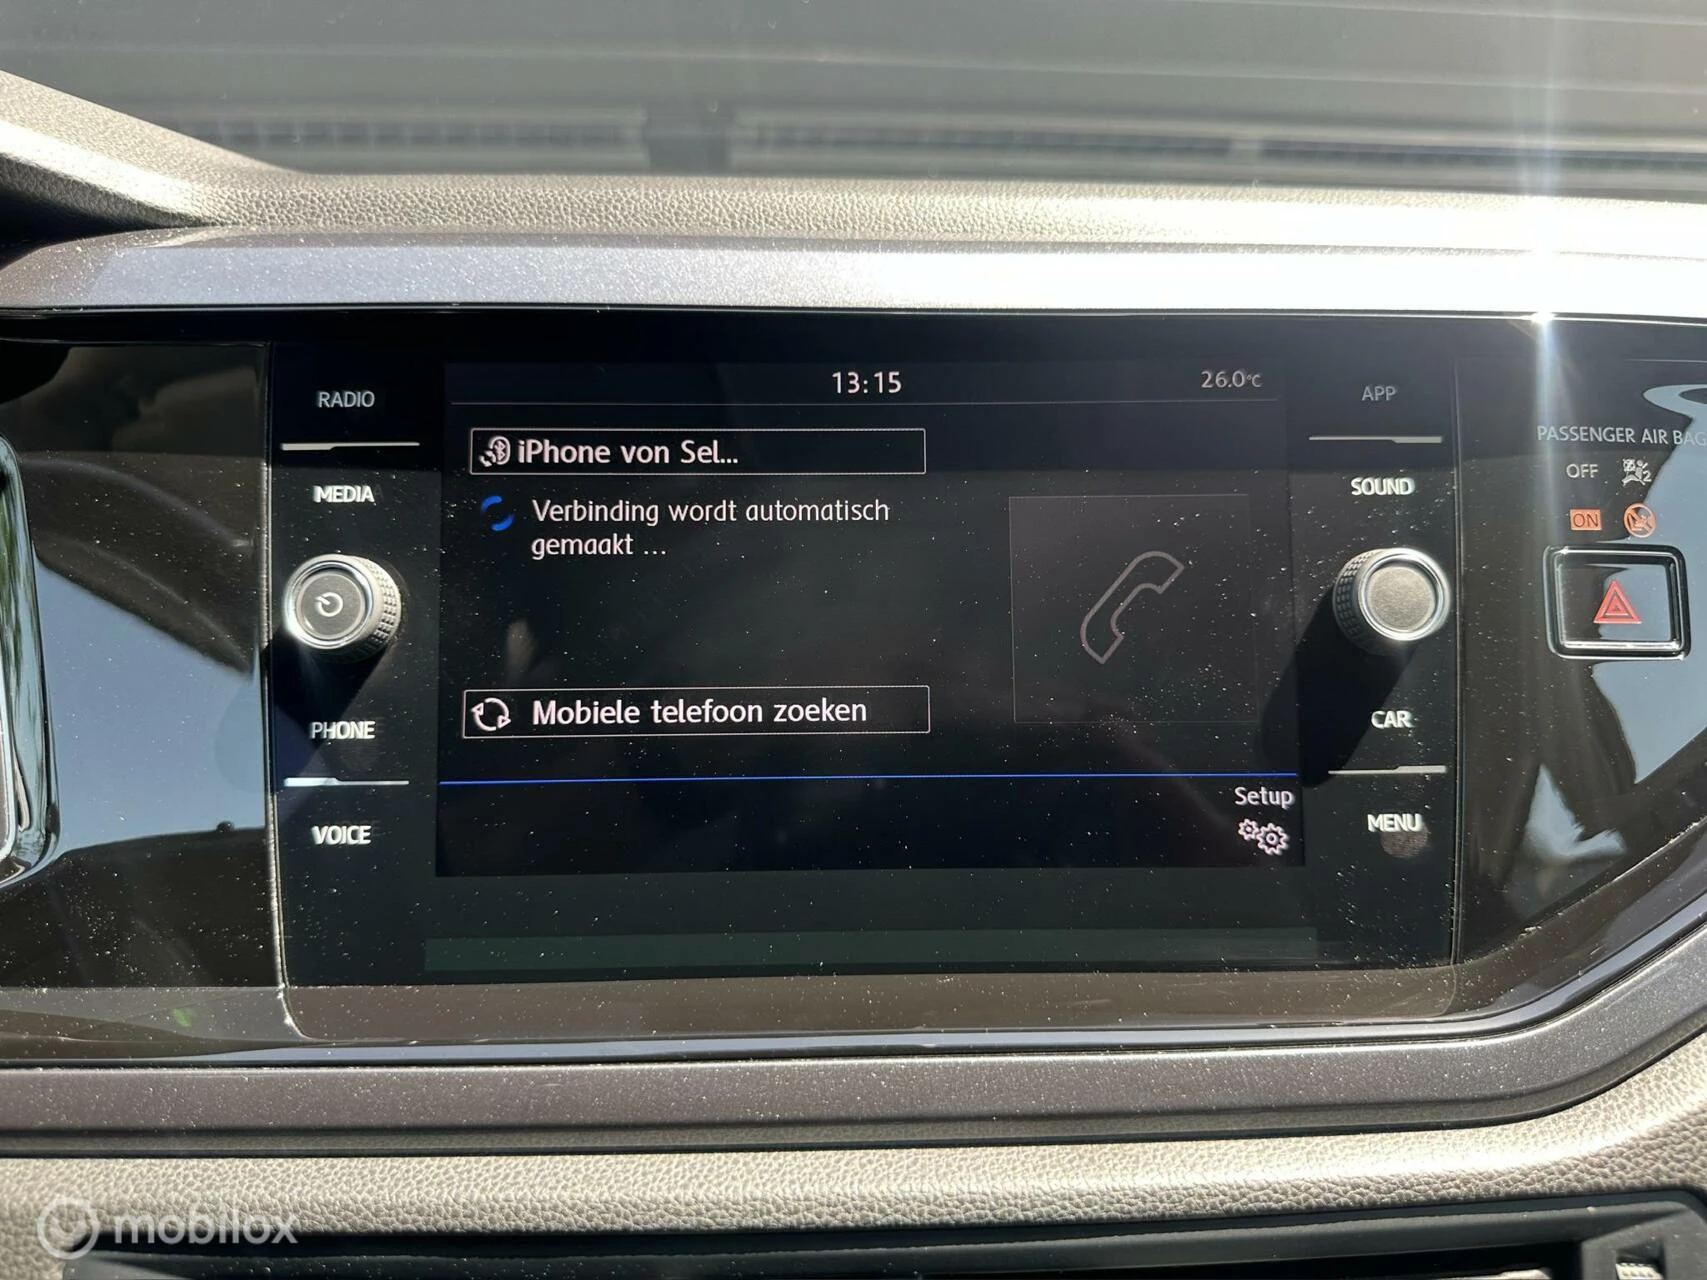 13:15
26.0°C
RADIO
MEDIA
PHONE
VOICE
iPhone von Sel...
Verbinding wordt automatisch
gemaakt ...
Mobiele telefoon zoeken
Setup
APP
SOUND
CAR
MENU
PASSENGER AIR BAG
OFF
2
ON
mobilox